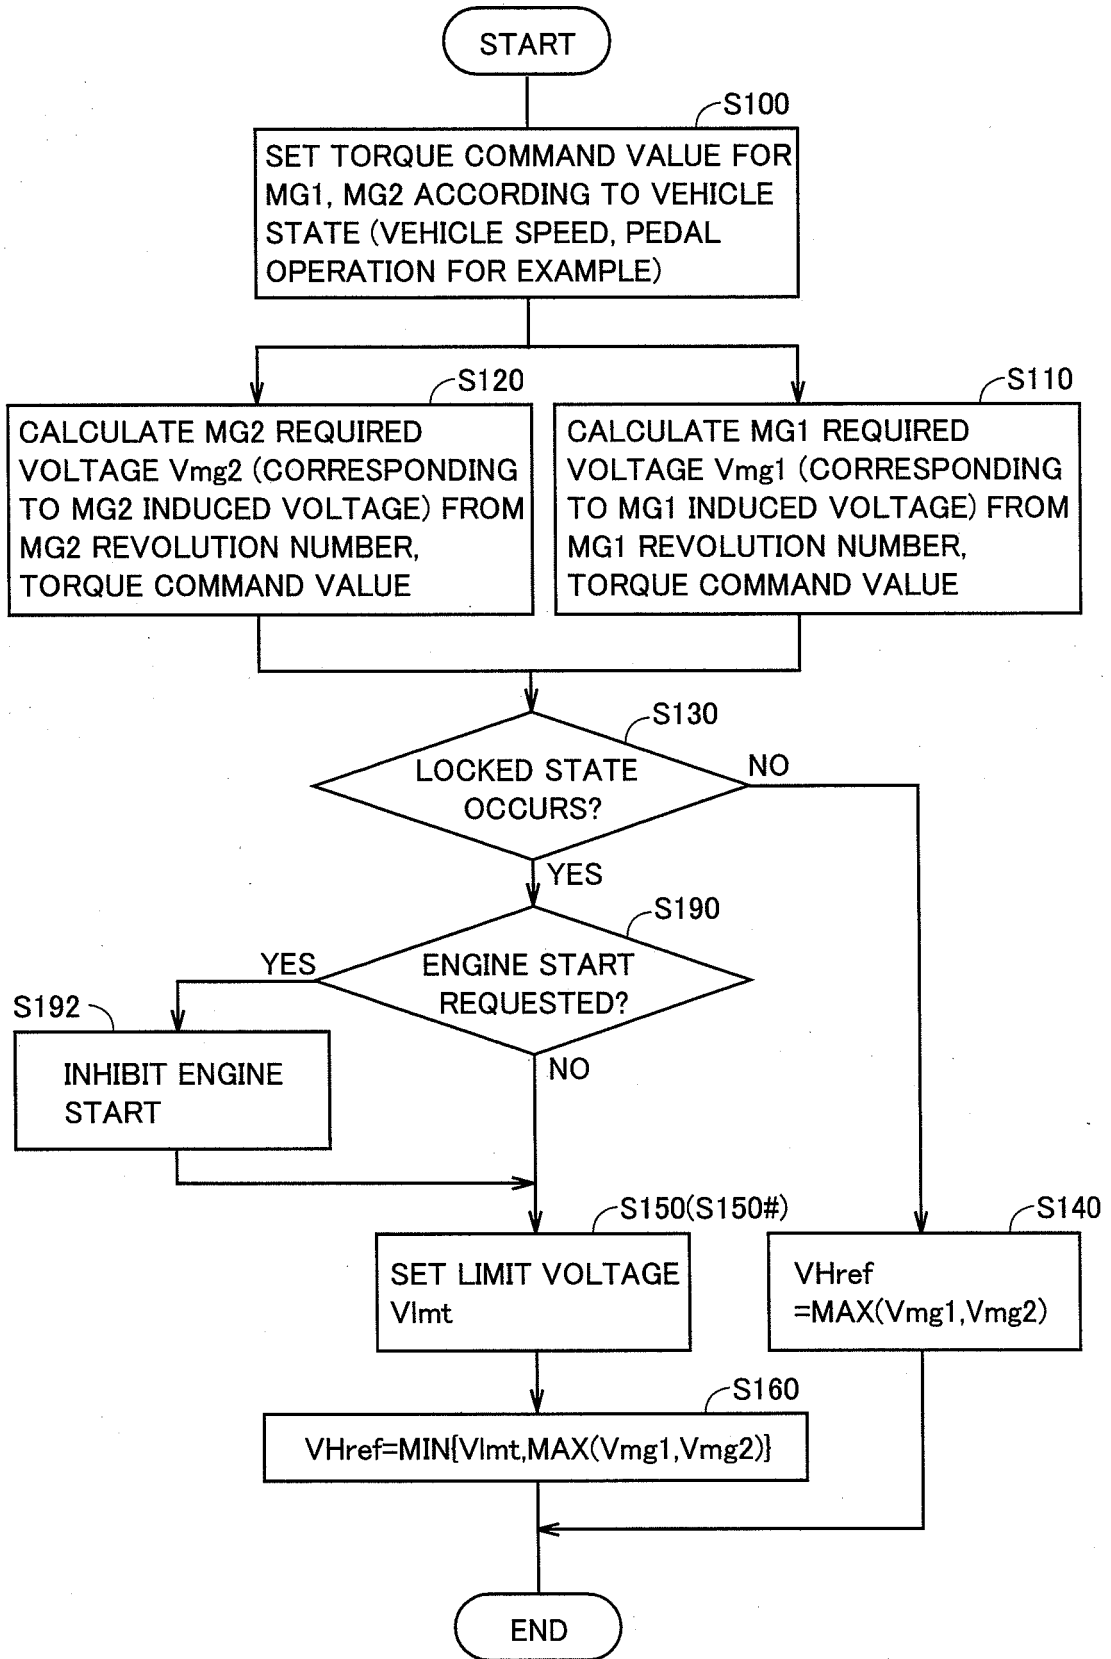 START
S100
SET TORQUE COMMAND VALUE FOR
MG1, MG2 ACCORDING TO VEHICLE
STATE (VEHICLE SPEED, PEDAL
OPERATION FOR EXAMPLE)
S120
CALCULATE MG2 REQUIRED
VOLTAGE Vmg2 (CORRESPONDING
TO MG2 INDUCED VOLTAGE) FROM
MG2 REVOLUTION NUMBER,
TORQUE COMMAND VALUE
S110
CALCULATE MG1 REQUIRED
VOLTAGE Vmg1 (CORRESPONDING
TO MG1 INDUCED VOLTAGE) FROM
MG1 REVOLUTION NUMBER,
TORQUE COMMAND VALUE
S130
LOCKED STATE
OCCURS?
NO
YES
S190
ENGINE START
REQUESTED?
YES
NO
S192
INHIBIT ENGINE
START
S150(S150#)
SET LIMIT VOLTAGE
Vlmt
S140
VHref
=MAX(Vmg1,Vmg2)
S160
VHref=MIN{Vlmt,MAX(Vmg1,Vmg2)}
END